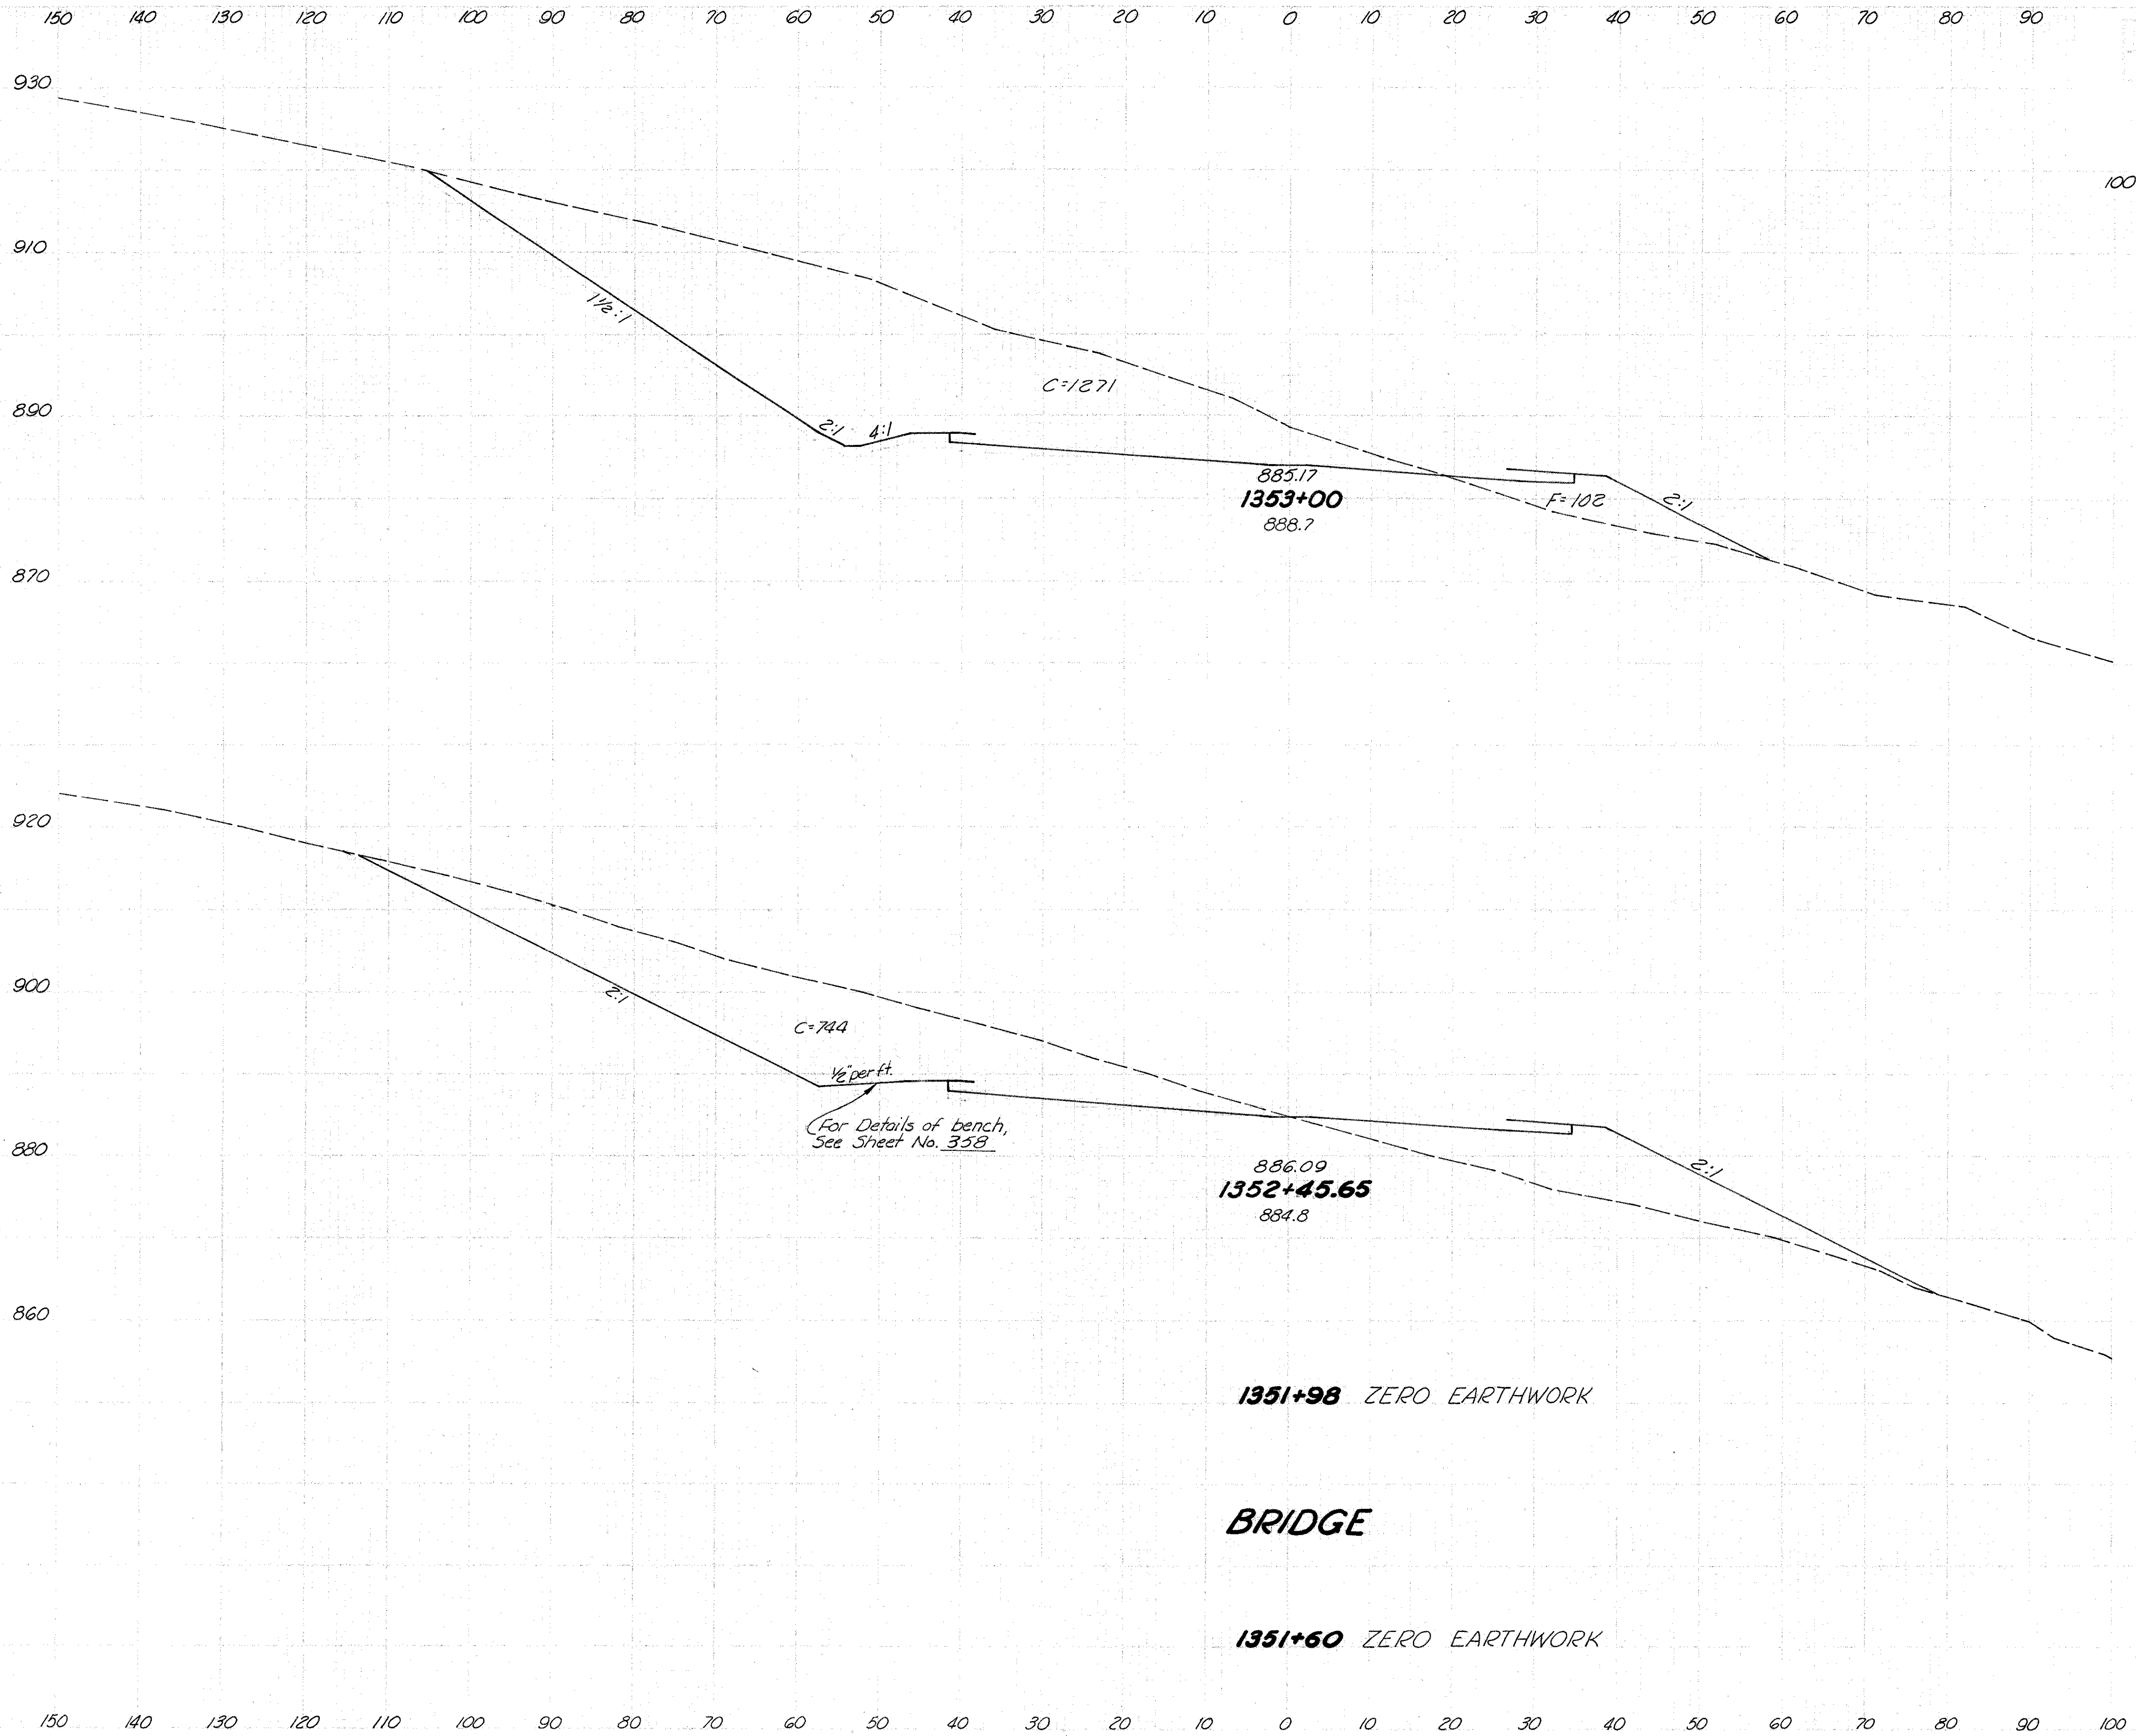 150 140 130 120 110 100 90 80 70 60 50 40 30 20 10 0 10 20 30 40 50 60 70 80 90
930
100
910
1½:1
C=1271
890
2:1 4:1
885.17
1353+00
888.7
F=102
2:1
870
920
900
2:1
C=744
½" per ft.
(For Details of bench,
See Sheet No. 358
880
886.09
1352+45.65
884.8
2:1
860
1351+98 ZERO EARTHWORK
BRIDGE
1351+60 ZERO EARTHWORK
150 140 130 120 110 100 90 80 70 60 50 40 30 20 10 0 10 20 30 40 50 60 70 80 90 100